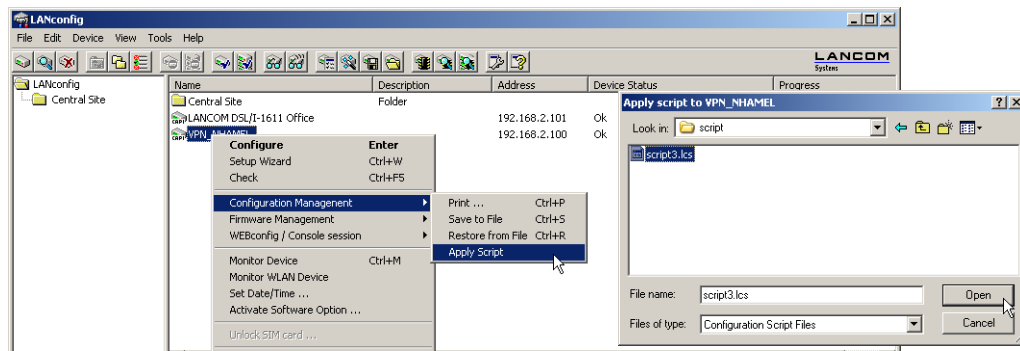 LANconfig
File Edit Device View Tools Help
LANCOM
Systems
LANconfig
Central Site
Name Description Address Device Status Progress
Central Site Folder
LANCOM DSL/I-1611 Office 192.168.2.101 Ok
VPN_NHAMEL 192.168.2.100 Ok
Configure Enter
Setup Wizard Ctrl+W
Check Ctrl+F5
Configuration Management
Firmware Management
WEBconfig / Console session
Monitor Device Ctrl+M
Monitor WLAN Device
Set Date/Time ...
Activate Software Option ...
Unlock SIM card ...
Print ... Ctrl+P
Save to File Ctrl+S
Restore from File Ctrl+R
Apply Script
Apply script to VPN_NHAMEL
Look in: script
script3.lcs
File name: script3.lcs Open
Files of type: Configuration Script Files Cancel